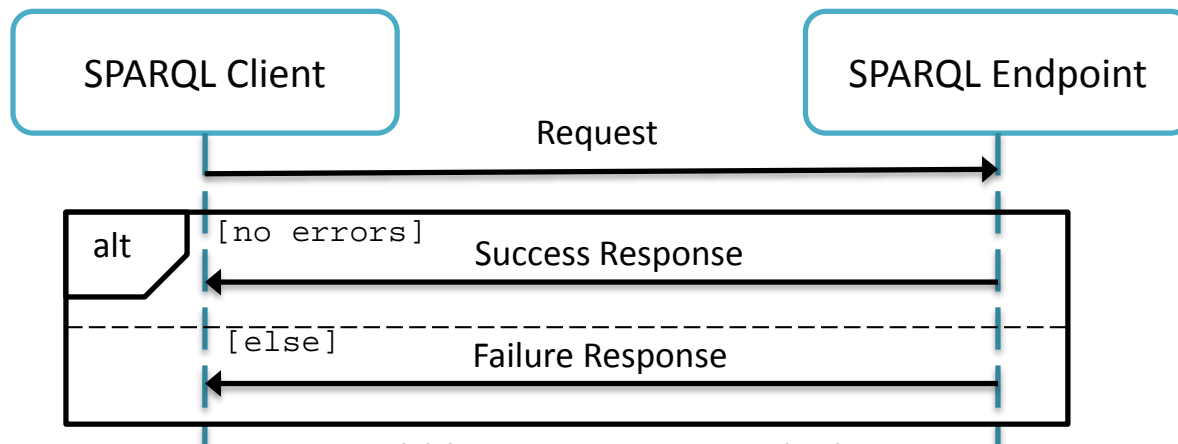 SPARQL Client
SPARQL Endpoint
Request
alt
[no errors]
Success Response
[else]
Failure Response